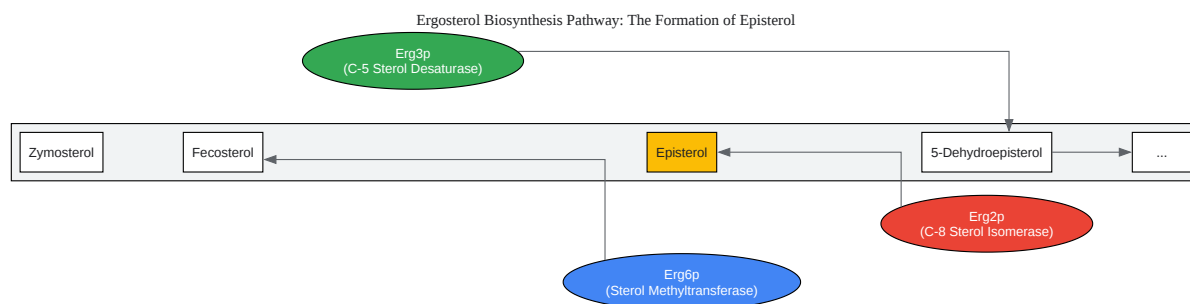 Ergosterol Biosynthesis Pathway: The Formation of Episterol
Erg3p
(C-5 Sterol Desaturase)
Zymosterol
Fecosterol
Episterol
5-Dehydroepisterol
...
Erg2p
(C-8 Sterol Isomerase)
Erg6p
(Sterol Methyltransferase)